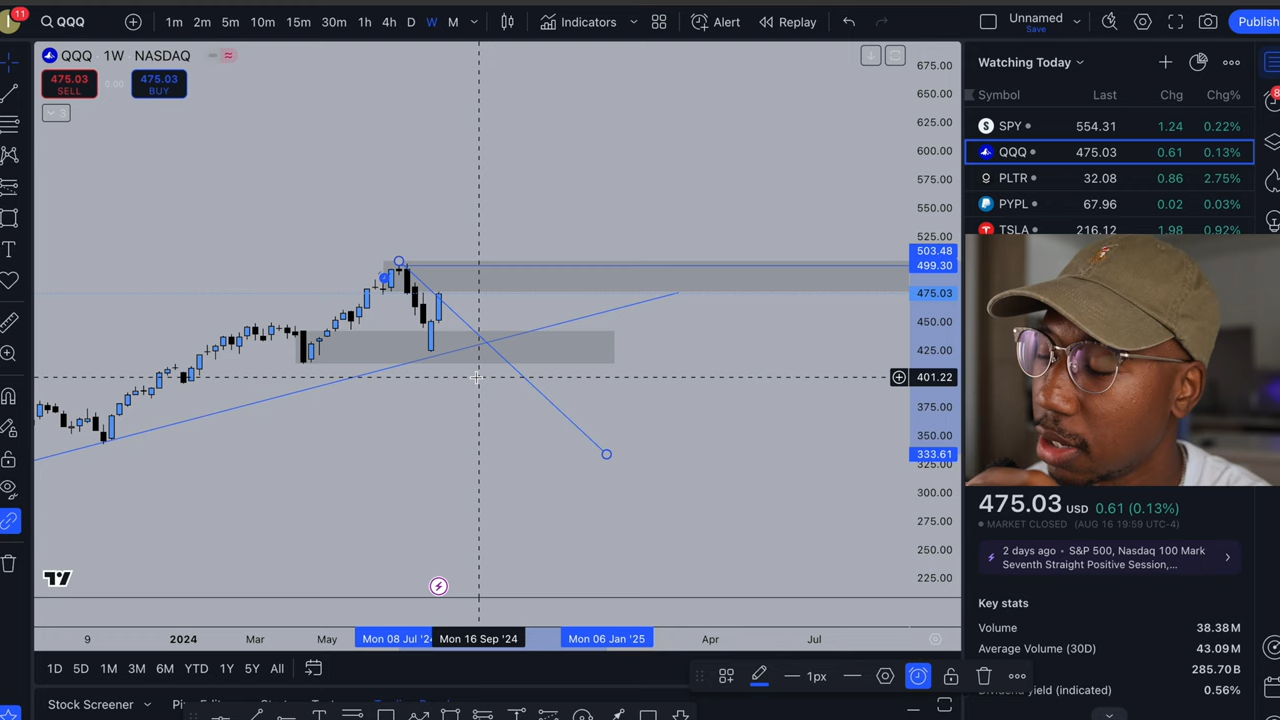 11
QQQ
1m 2m 5m 10m 15m 30m 1h 4h D W M
Indicators
Alert
Replay
Unnamed
Save
Publish
QQQ · 1W · NASDAQ
475.03
SELL
0.00
475.03
BUY
3
675.00
650.00
625.00
600.00
575.00
550.00
525.00
503.48
499.30
475.03
450.00
425.00
401.22
375.00
350.00
333.61
325.00
300.00
275.00
250.00
225.00
9 2024 Mar May Mon 08 Jul '24 Mon 16 Sep '24 Mon 06 Jan '25 Apr Jul
1D 5D 1M 3M 6M YTD 1Y 5Y All
1px
Stock Screener
Watching Today
Symbol Last Chg Chg%
SPY 554.31 1.24 0.22%
QQQ 475.03 0.61 0.13%
PLTR 32.08 0.86 2.75%
PYPL 67.96 0.02 0.03%
TSLA 216.12 1.98 0.92%
475.03 USD 0.61 (0.13%)
MARKET CLOSED (AUG 16 19:59 UTC-4)
2 days ago · S&P 500, Nasdaq 100 Mark
Seventh Straight Positive Session,...
Key stats
Volume 38.38M
Average Volume (30D) 43.09M
285.70B
Dividend yield (indicated) 0.56%